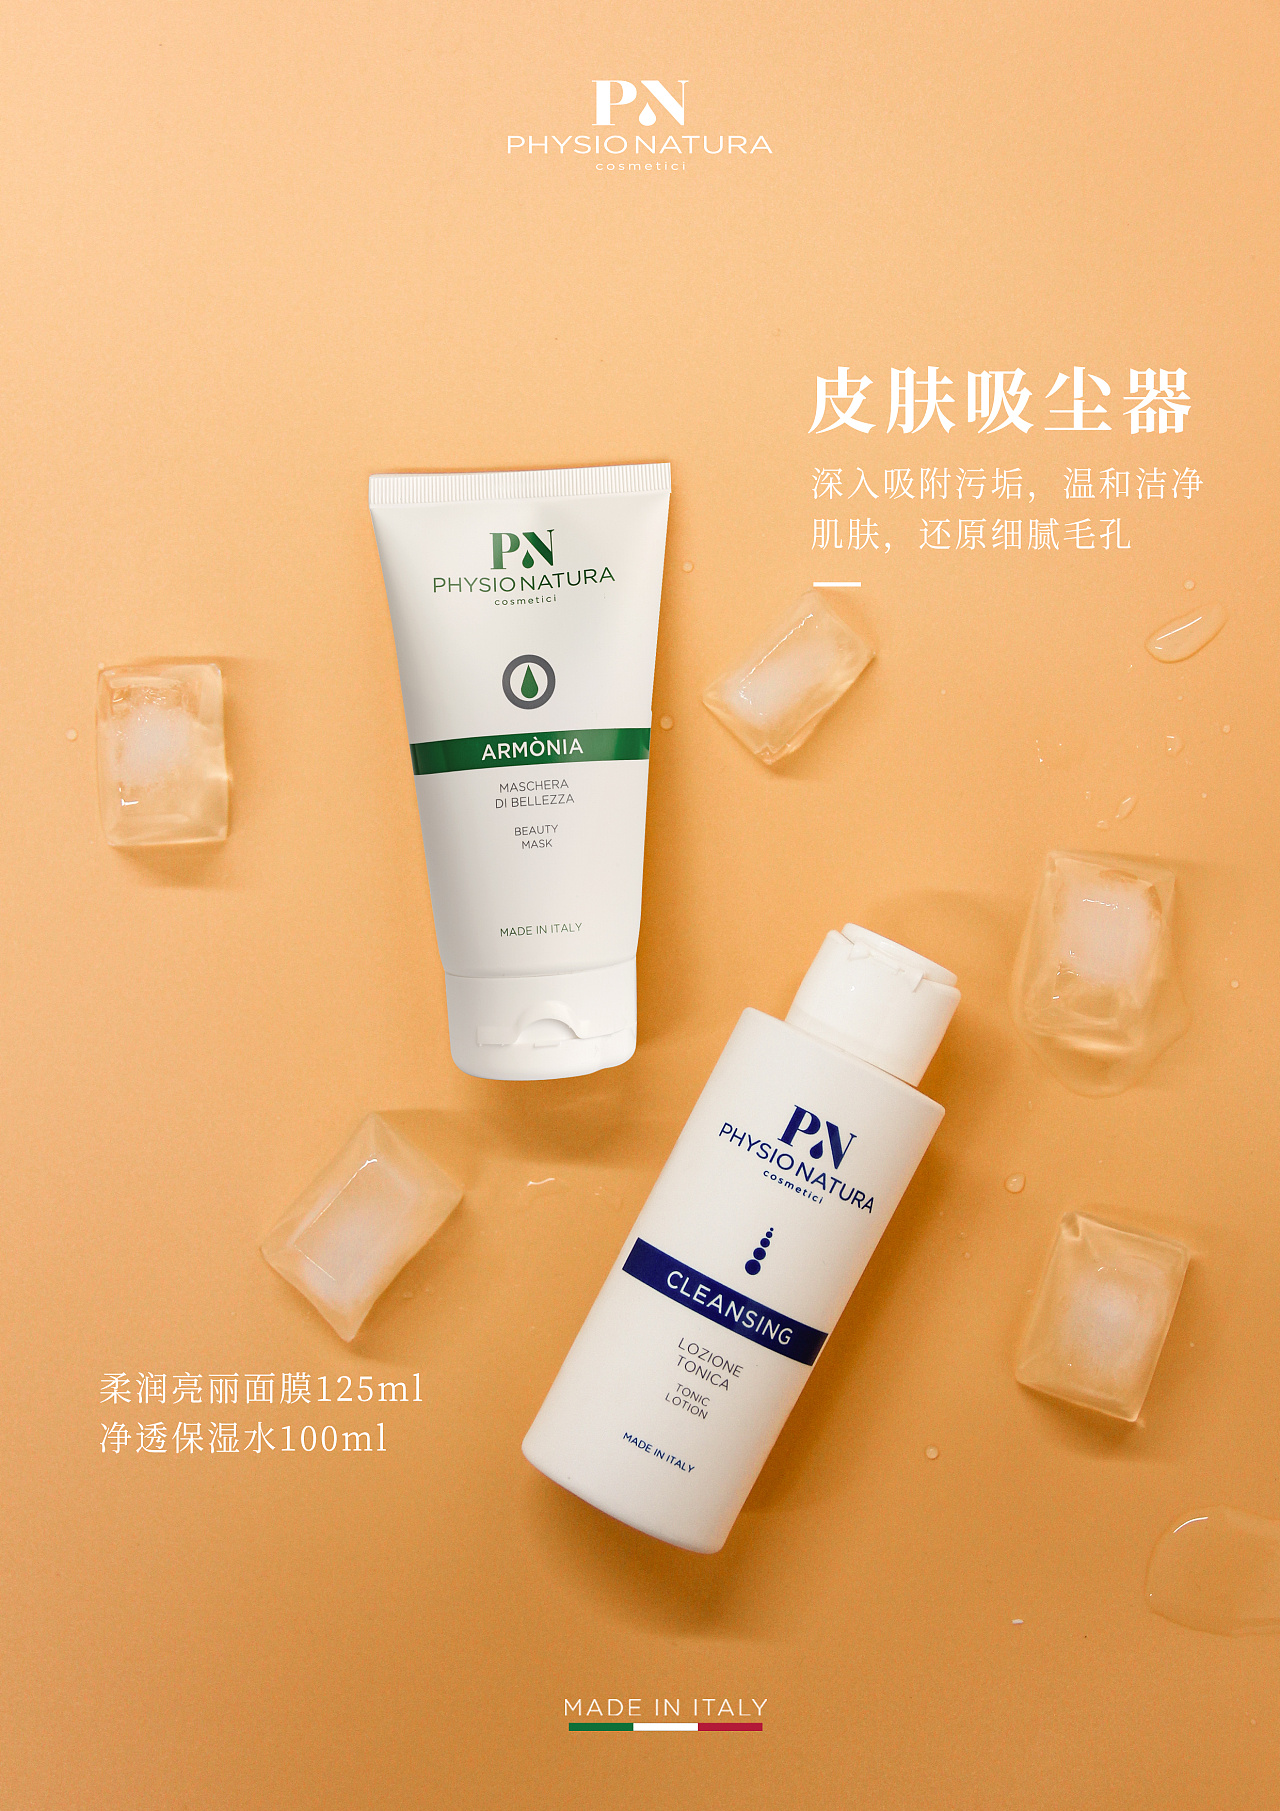 PN
PHYSIO NATURA
cosmetici
皮肤吸尘器
深入吸附污垢，温和洁净
肌肤，还原细腻毛孔
PN
PHYSIO NATURA
cosmetici
ARMÒNIA
MASCHERA
DI BELLEZZA
BEAUTY
MASK
MADE IN ITALY
PN
PHYSIO NATURA
cosmetici
CLEANSING
LOZIONE
TONICA
TONIC
LOTION
MADE IN ITALY
柔润亮丽面膜125ml
净透保湿水100ml
MADE IN ITALY